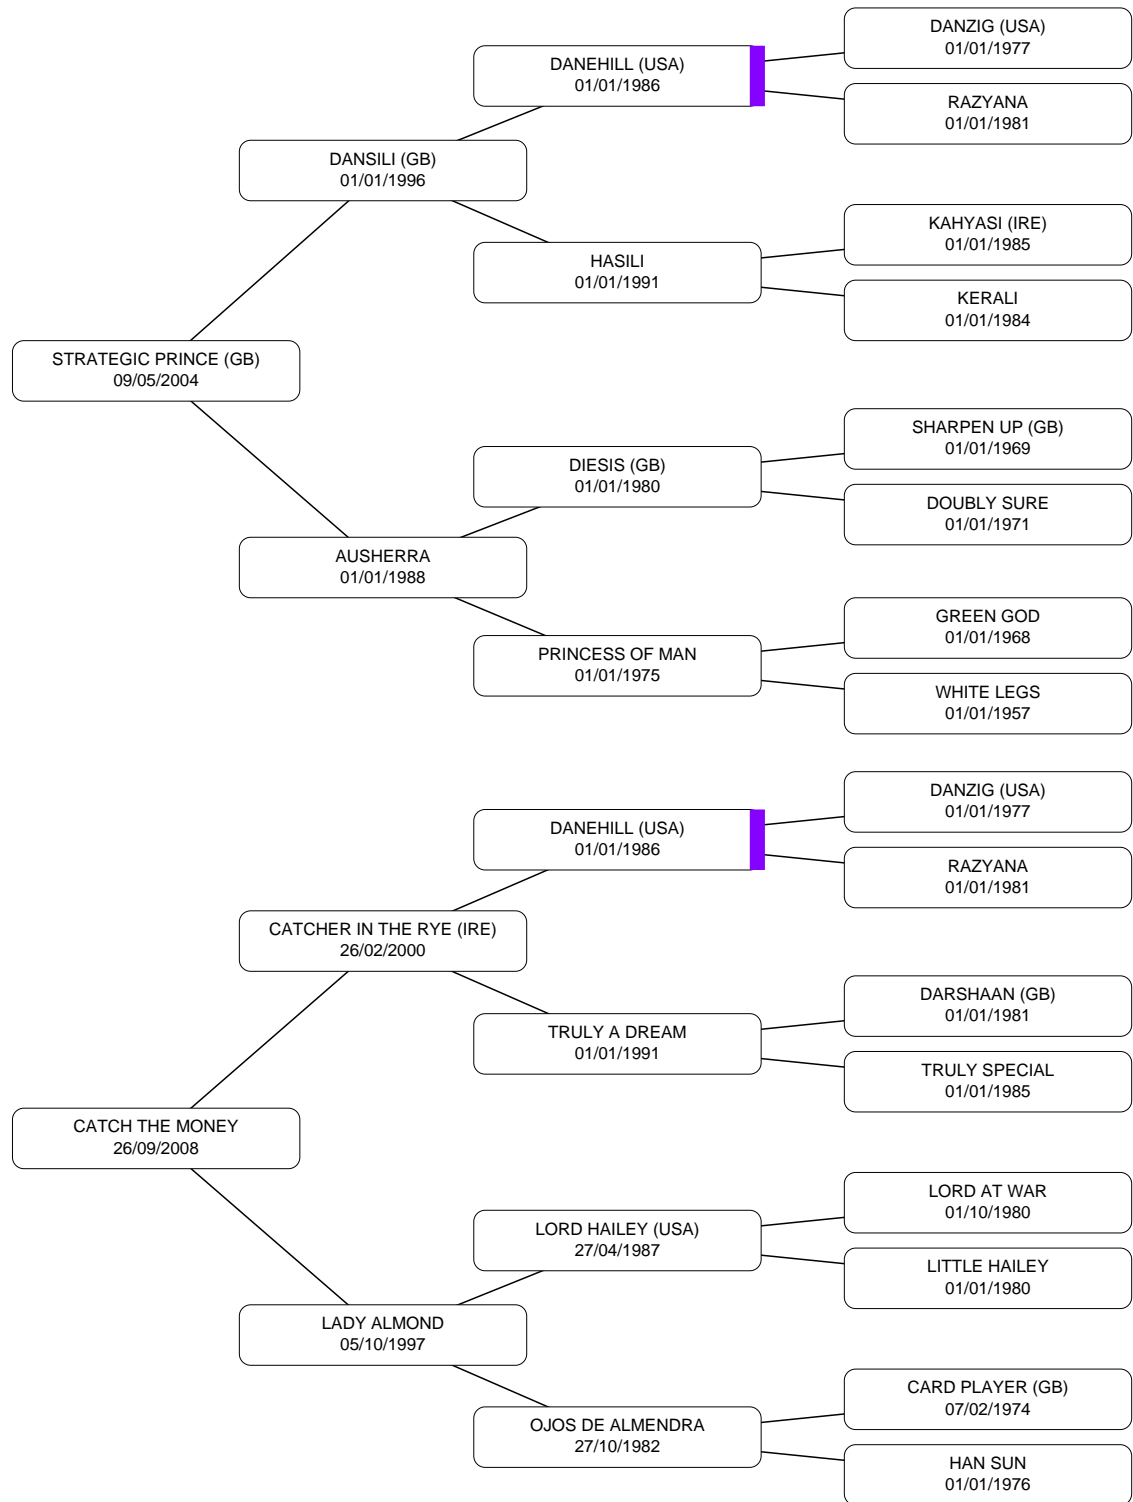 DANZIG (USA)
01/01/1977
DANEHILL (USA)
01/01/1986
RAZYANA
01/01/1981
DANSILI (GB)
01/01/1996
KAHYASI (IRE)
01/01/1985
HASILI
01/01/1991
KERALI
01/01/1984
STRATEGIC PRINCE (GB)
09/05/2004
SHARPEN UP (GB)
01/01/1969
DIESIS (GB)
01/01/1980
DOUBLY SURE
01/01/1971
AUSHERRA
01/01/1988
GREEN GOD
01/01/1968
PRINCESS OF MAN
01/01/1975
WHITE LEGS
01/01/1957
DANZIG (USA)
01/01/1977
DANEHILL (USA)
01/01/1986
RAZYANA
01/01/1981
CATCHER IN THE RYE (IRE)
26/02/2000
DARSHAAN (GB)
01/01/1981
TRULY A DREAM
01/01/1991
TRULY SPECIAL
01/01/1985
CATCH THE MONEY
26/09/2008
LORD AT WAR
01/10/1980
LORD HAILEY (USA)
27/04/1987
LITTLE HAILEY
01/01/1980
LADY ALMOND
05/10/1997
CARD PLAYER (GB)
07/02/1974
OJOS DE ALMENDRA
27/10/1982
HAN SUN
01/01/1976